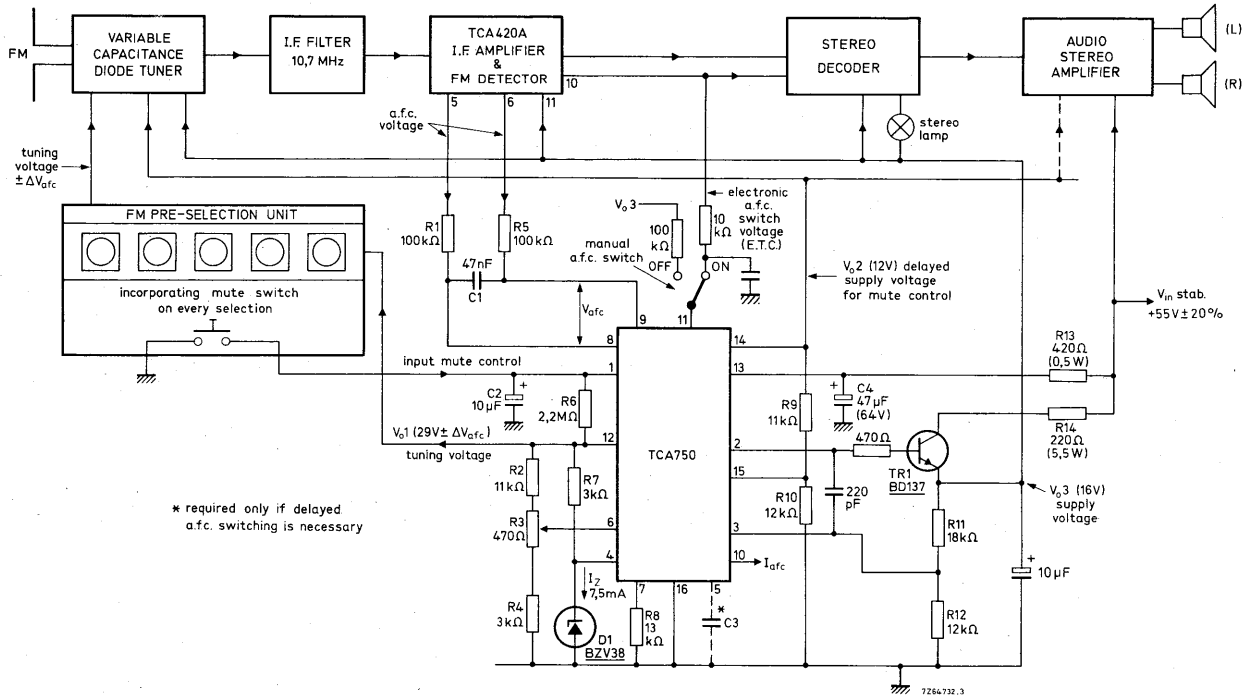 FM
VARIABLE
CAPACITANCE
DIODE TUNER
I.F. FILTER
10,7 MHz
TCA420A
I.F. AMPLIFIER
&
FM DETECTOR
5
6
11
10
STEREO
DECODER
AUDIO
STEREO
AMPLIFIER
(L)
(R)
a.f.c.
voltage
stereo
lamp
tuning
voltage
± ΔVafc
FM PRE-SELECTION UNIT
incorporating mute switch
on every selection
R1
100kΩ
R5
100kΩ
47nF
C1
Vo3
100
kΩ
OFF
10
kΩ
ON
manual
a.f.c. switch
electronic
a.f.c.
switch
voltage
(E.T.C.)
Vo2 (12V) delayed
supply voltage
for mute control
Vin stab.
+55V ± 20%
Vafc
9
11
8
14
input mute control
1
13
C2
10µF
+
R6
2,2MΩ
C4
47µF
(64V)
+
R13
420Ω
(0,5W)
R14
220Ω
(5,5W)
R9
11kΩ
Vo1 (29V± ΔVafc)
tuning voltage
12
2
470Ω
TR1
BD137
TCA750
R2
11kΩ
R7
3kΩ
15
R10
12kΩ
220
pF
Vo3 (16V)
supply
voltage
* required only if delayed
a.f.c. switching is necessary
R3
470Ω
6
3
R11
18kΩ
4
10
Iafc
+
10µF
IZ
7,5mA
7
16
5
R4
3kΩ
D1
BZV38
R8
13
kΩ
*
C3
R12
12kΩ
7Z64732.3